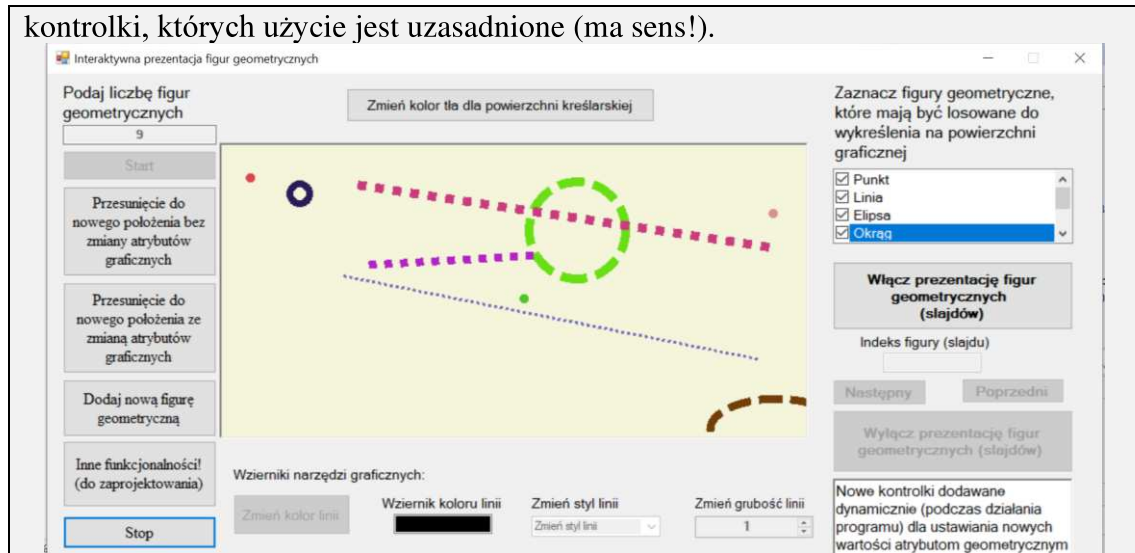 kontrolki, których użycie jest uzasadnione (ma sens!).
Interaktywna prezentacja figur geometrycznych
Podaj liczbę figur
geometrycznych
9
Start
Przesunięcie do
nowego położenia bez
zmiany atrybutów
graficznych
Przesunięcie do
nowego położenia ze
zmianą atrybutów
graficznych
Dodaj nową figurę
geometryczną
Inne funkcjonalności!
(do zaprojektowania)
Stop
Zmień kolor tła dla powierzchni kreślarskiej
Wzierniki narzędzi graficznych:
Zmień kolor linii
Wziernik koloru linii
Zmień styl linii
Zmień styl linii
Zmień grubość linii
1
Zaznacz figury geometryczne,
które mają być losowane do
wykreślenia na powierzchni
graficznej
Punkt
Linia
Elipsa
Okrąg
Włącz prezentację figur
geometrycznych
(slajdów)
Indeks figury (slajdu)
Następny
Poprzedni
Wyłącz prezentację figur
geometrycznych (slajdów)
Nowe kontrolki dodawane
dynamicznie (podczas działania
programu) dla ustawiania nowych
wartości atrybutom geometrycznym